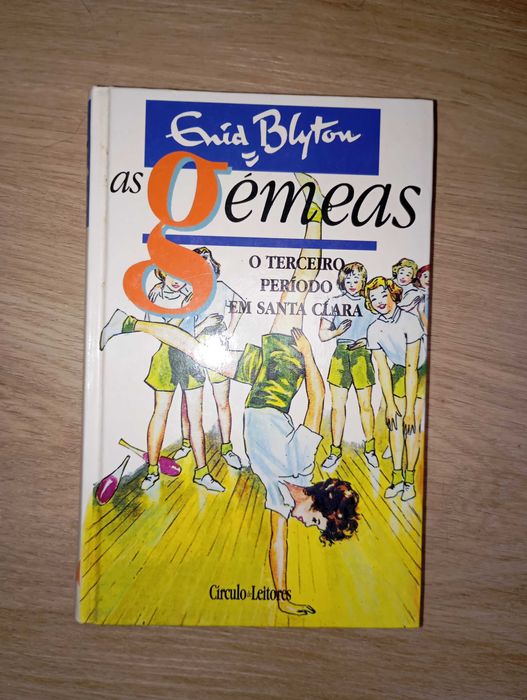 Enid Blyton
as gémeas
O TERCEIRO
PERÍODO
EM SANTA CLARA
Círculo de Leitores